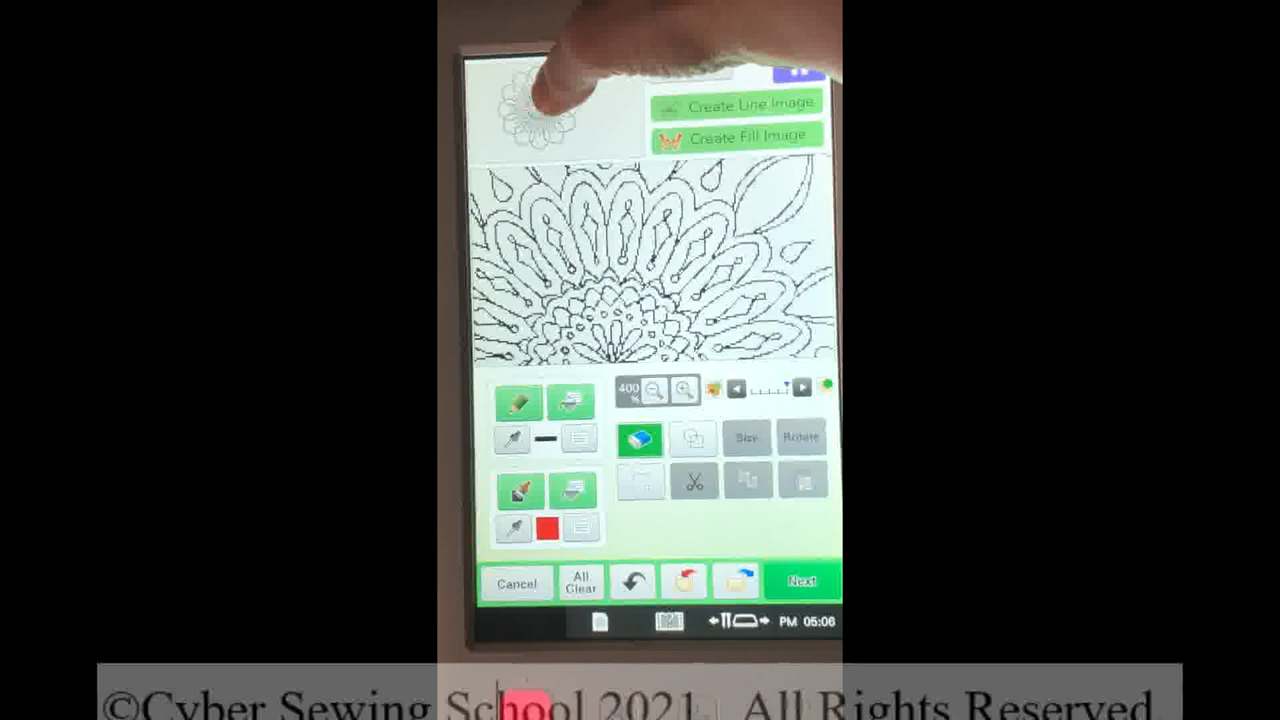 Create Line Image
Create Fill Image
400 %
Size
Rotate
Cancel
All Clear
Next
PM 05:06
©Cyber Sewing School 2021 All Rights Reserved